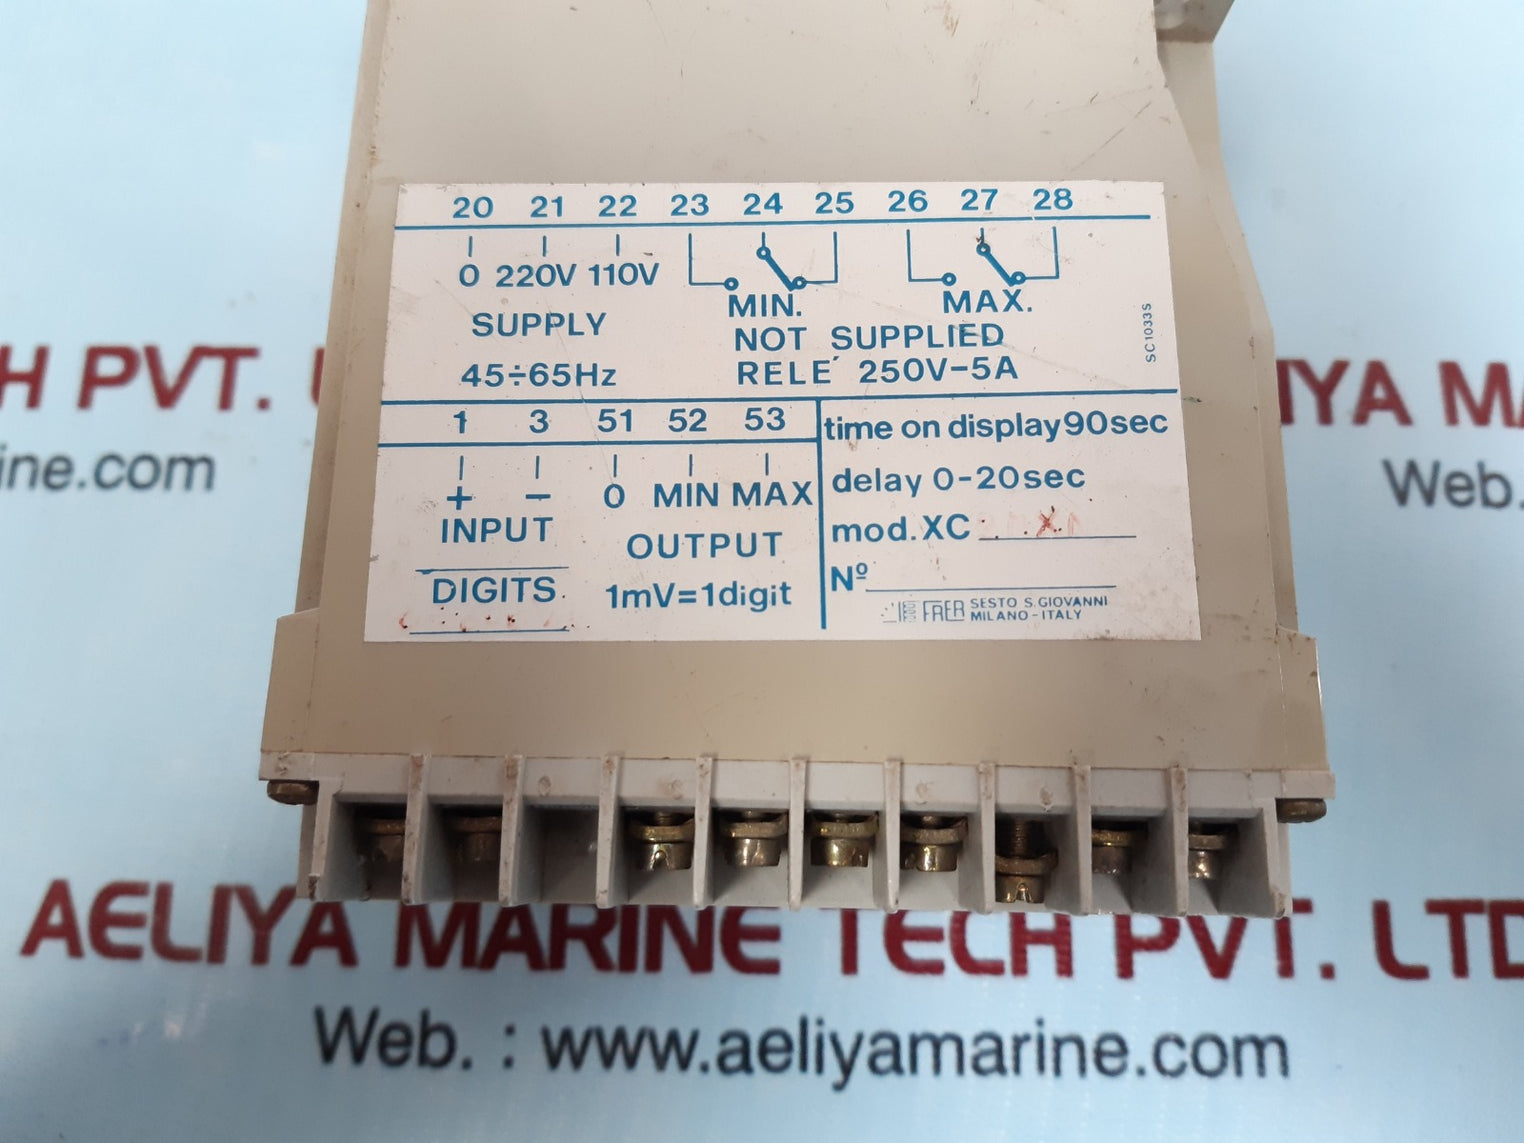 20 21 22 23 24 25 26 27 28
0 220V 110V
SUPPLY
45÷65Hz
MIN. MAX.
NOT SUPPLIED
RELE´ 250V-5A
SC1033S
1 3 51 52 53
+ - 0 MIN MAX
INPUT
OUTPUT
DIGITS
1mV=1digit
time on display 90sec
delay 0-20sec
mod. XC
Nº
FRER SESTO S. GIOVANNI
MILANO-ITALY
H PVT.
ine.com
IYA MA
Web.
AELIYA MARINE TECH PVT. LTD
Web. : www.aeliyamarine.com